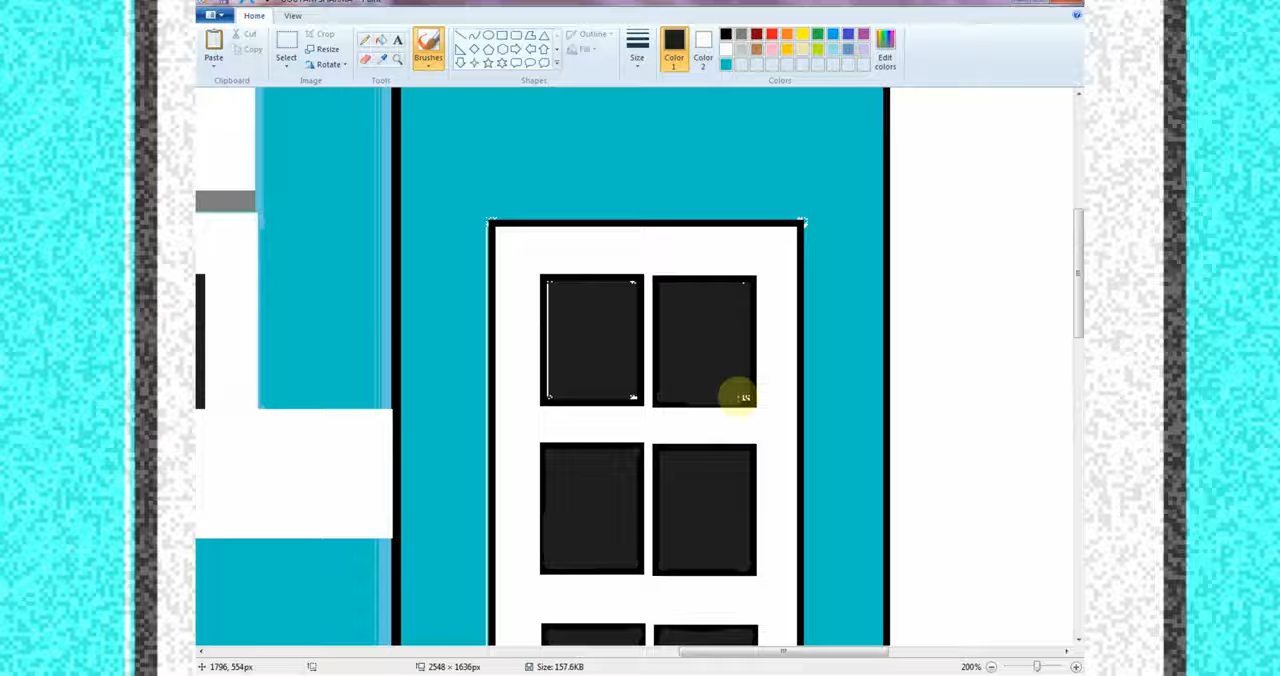 Home View
Paste
Cut
Copy
Clipboard
Select
Crop
Resize
Rotate
Image
A
Tools
Brushes
Shapes
Outline
Fill
Size
Color 1
Color 2
Edit colors
Colors
1796, 554px
2548 × 1636px
Size: 157.6KB
200%